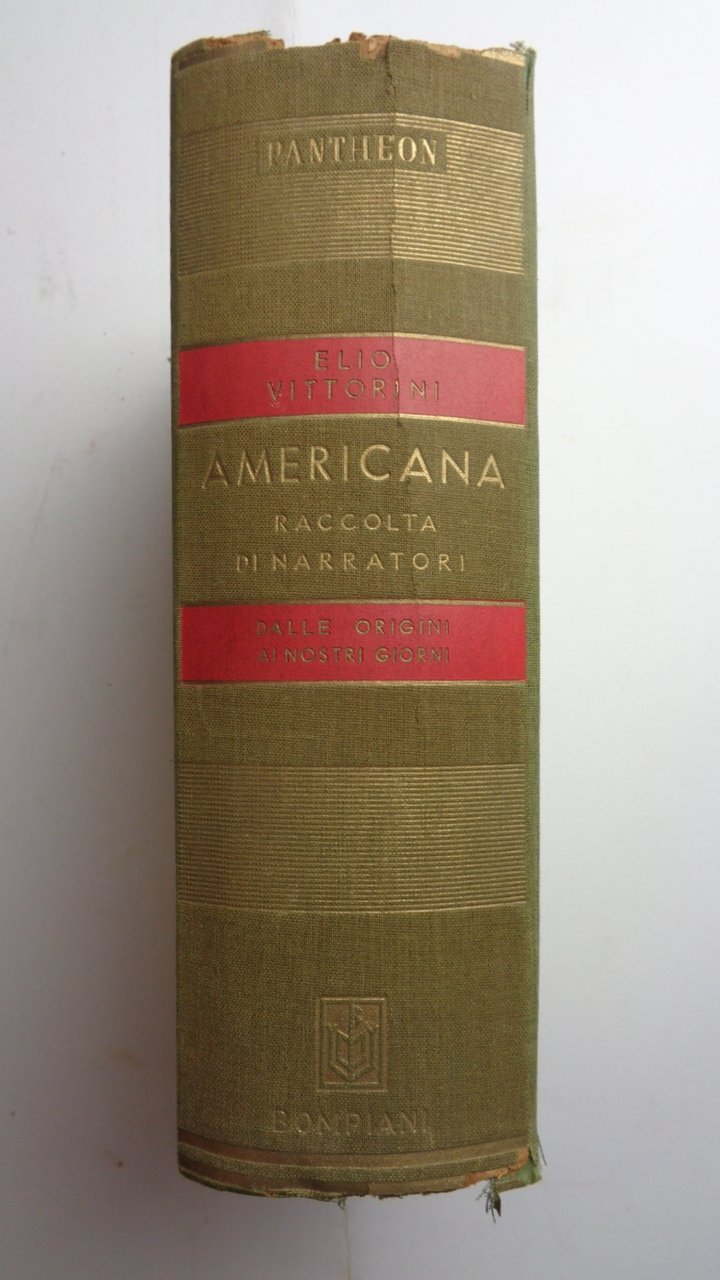 PANTHEON
ELIO
VITTORINI
AMERICANA
RACCOLTA
DI NARRATORI
DALLE ORIGINI
AI NOSTRI GIORNI
BOMPIANI